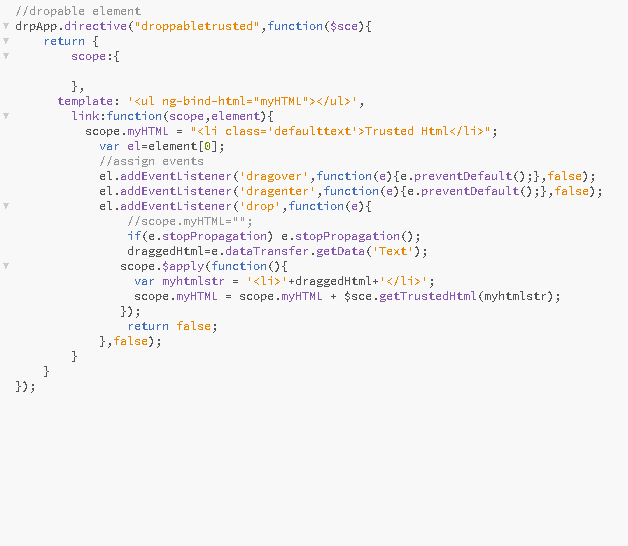 //dropable element
drpApp.directive("droppabletrusted",function($sce){
return {
scope:{
},
template: '<ul ng-bind-html="myHTML"></ul>',
link:function(scope,element){
scope.myHTML = "<li class='defaulttext'>Trusted Html</li>";
var el=element[0];
//assign events
el.addEventListener('dragover',function(e){e.preventDefault();},false);
el.addEventListener('dragenter',function(e){e.preventDefault();},false);
el.addEventListener('drop',function(e){
//scope.myHTML="";
if(e.stopPropagation) e.stopPropagation();
draggedHtml=e.dataTransfer.getData('Text');
scope.$apply(function(){
var myhtmlstr = '<li>'+draggedHtml+'</li>';
scope.myHTML = scope.myHTML + $sce.getTrustedHtml(myhtmlstr);
});
return false;
},false);
}
}
});